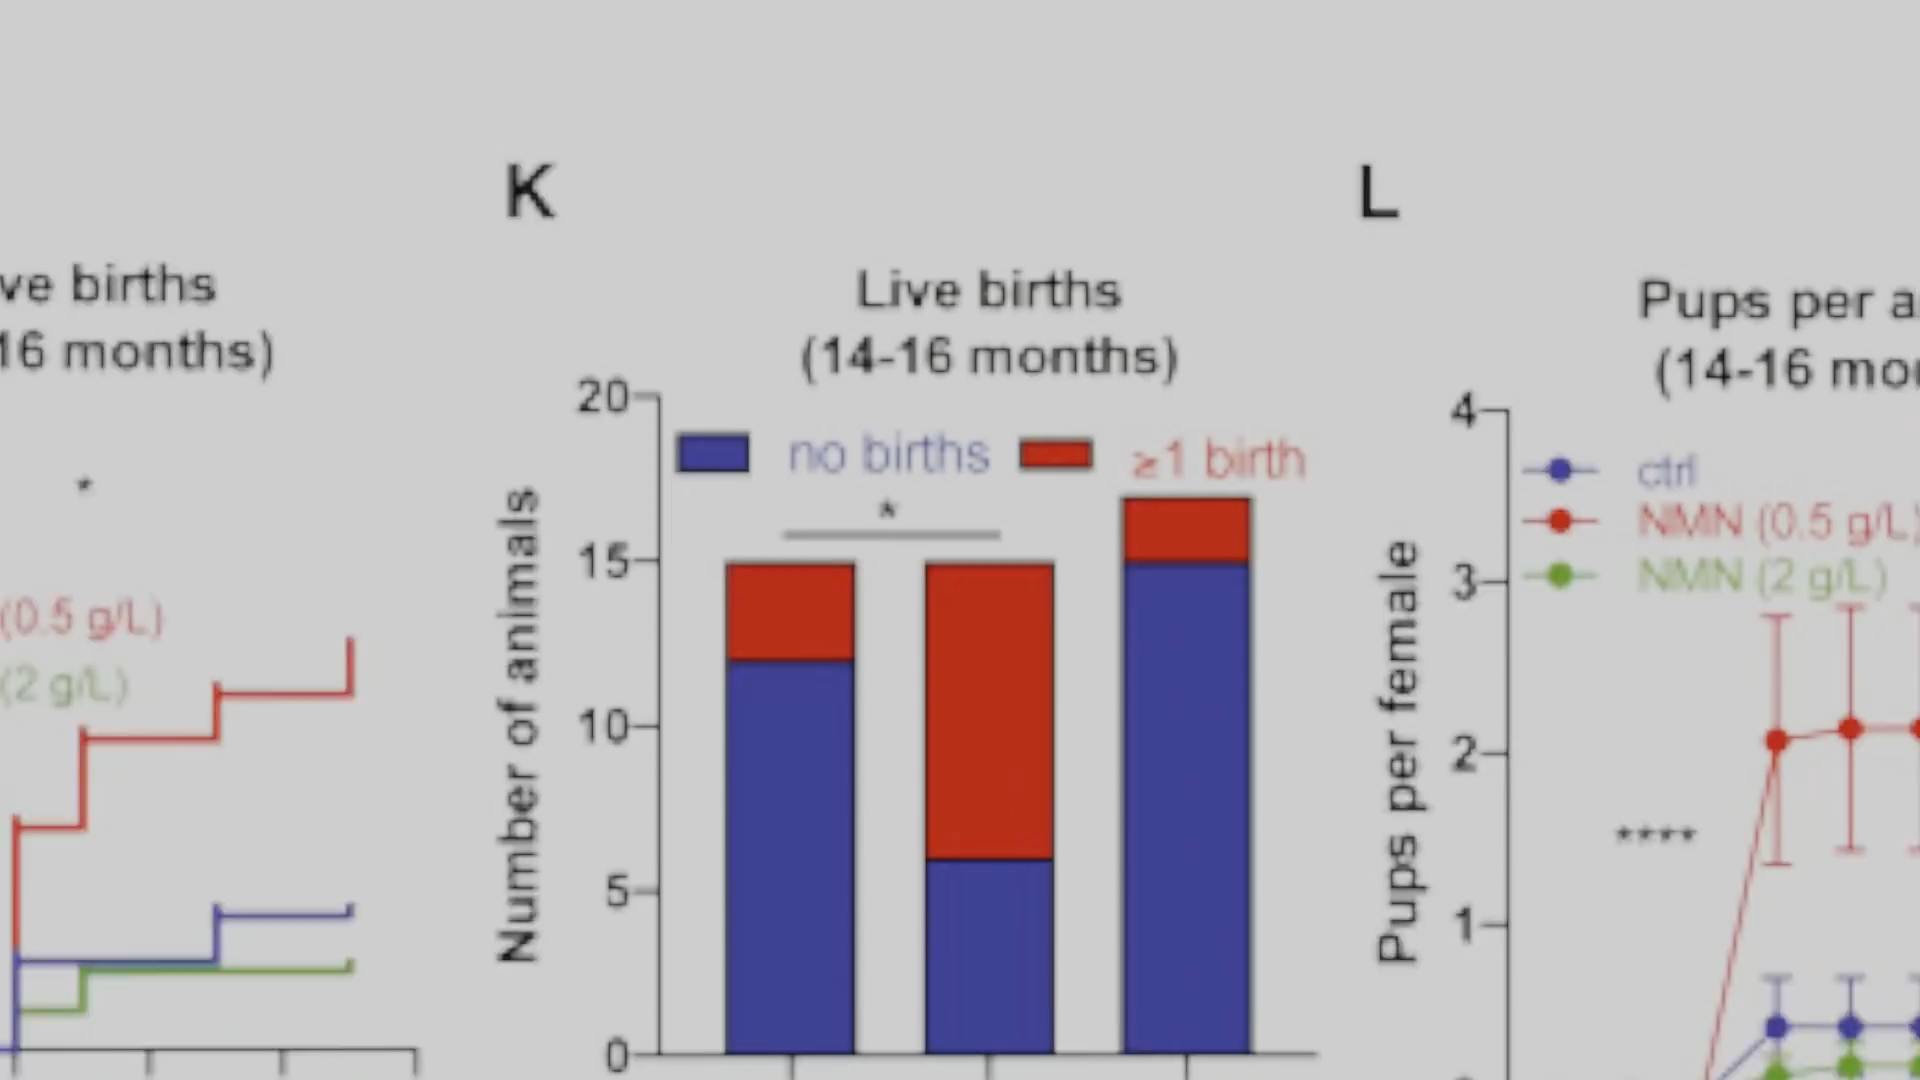 ve births
16 months)
*
(0.5 g/L)
(2 g/L)
K
Live births
(14-16 months)
Number of animals
20
15
10
5
0
no births
≥1 birth
*
L
Pups per a
(14-16 mo
Pups per female
4
3
2
1
ctrl
NMN (0.5 g/L)
NMN (2 g/L)
****